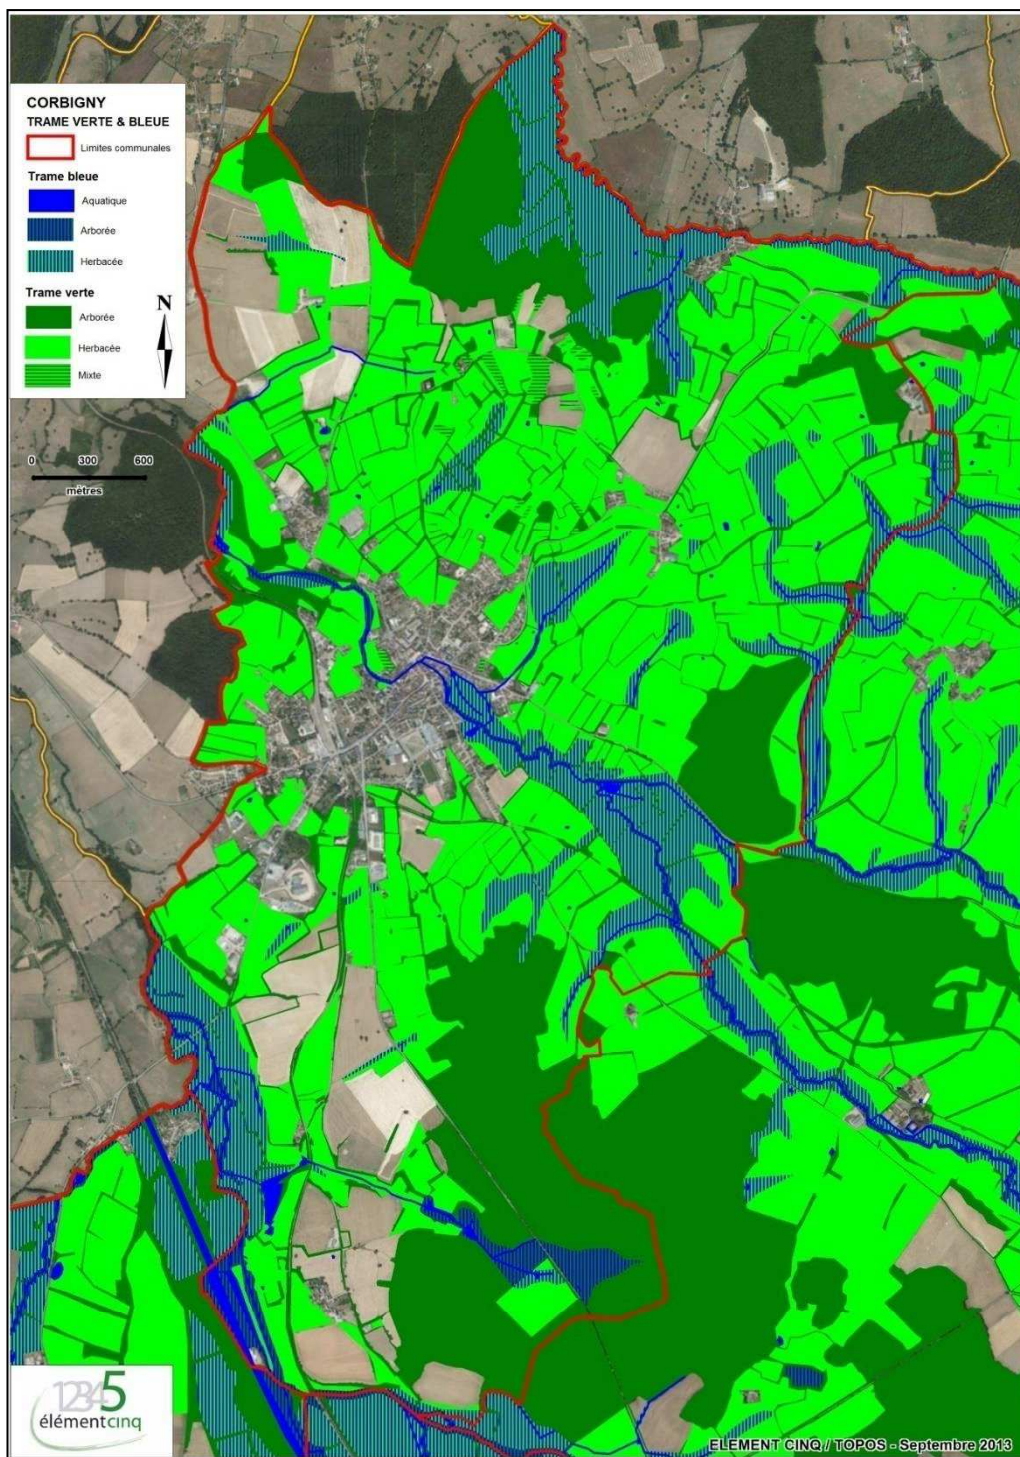 CORBIGNY
TRAME VERTE & BLEUE
Limites communales
Trame bleue
Aquatique
Arborée
Herbacée
Trame verte
N
Arborée
Herbacée
Mixte
0 300 600
mètres
12345
élémentcinq
ELEMENT CINQ / TOPOS - Septembre 2013